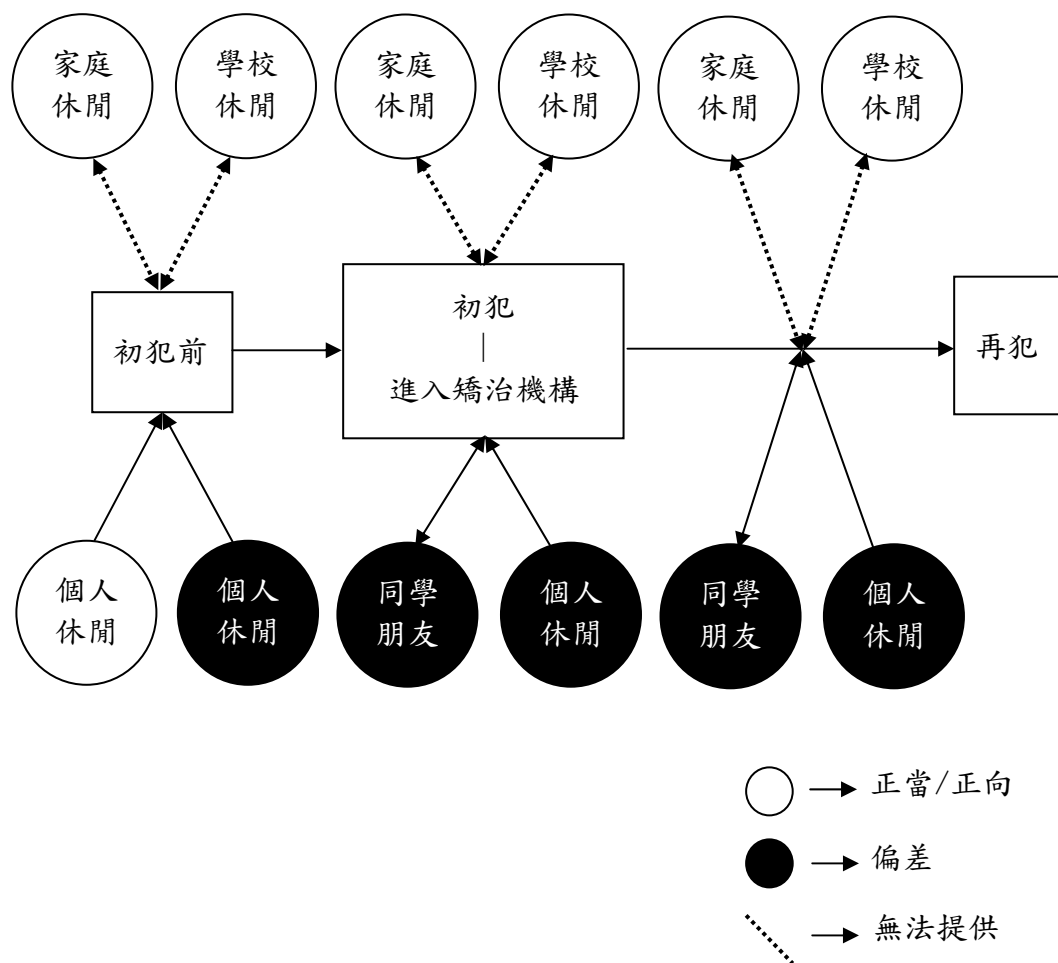 家庭
休閒
學校
休閒
家庭
休閒
學校
休閒
家庭
休閒
學校
休閒
初犯前
初犯
|
進入矯治機構
再犯
個人
休閒
個人
休閒
同學
朋友
個人
休閒
同學
朋友
個人
休閒
正當/正向
偏差
無法提供